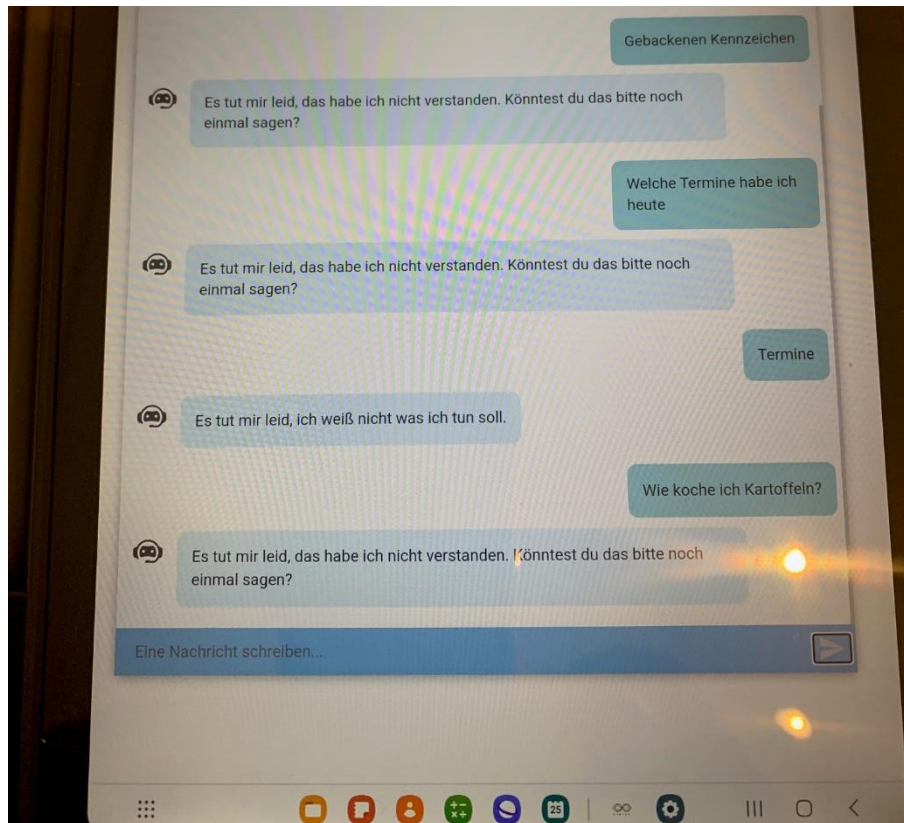 Gebackenen Kennzeichen
Es tut mir leid, das habe ich nicht verstanden. Könntest du das bitte noch
einmal sagen?
Welche Termine habe ich
heute
Es tut mir leid, das habe ich nicht verstanden. Könntest du das bitte noch
einmal sagen?
Termine
Es tut mir leid, ich weiß nicht was ich tun soll.
Wie koche ich Kartoffeln?
Es tut mir leid, das habe ich nicht verstanden. Könntest du das bitte noch
einmal sagen?
Eine Nachricht schreiben...
25